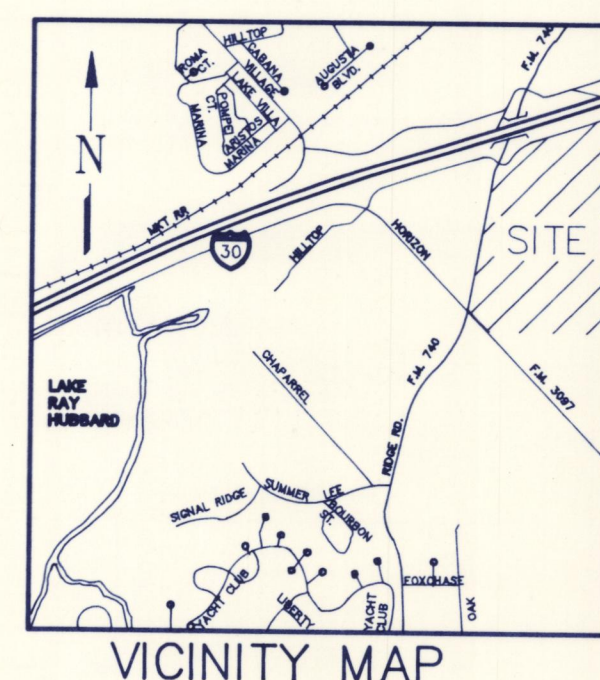 HILLTOP
ROMA
CT.
CABANA
VILLAGE
LAKE VILLA
AUGUSTA
BLVD.
F.M. 740
POMPEI
CT.
MARINA
ARISTOS
MARINA
N
MKT RR
30
HILLTOP
HORIZON
SITE
F.M. 740
F.M. 3097
LAKE
RAY
HUBBARD
CHAPARREL
RIDGE RD.
SIGNAL RIDGE
SUMMER LEE
BOURBON
ST.
YACHT CLUB
LIBERTY
YACHT
CLUB
FOXCHASE
OAK
VICINITY MAP